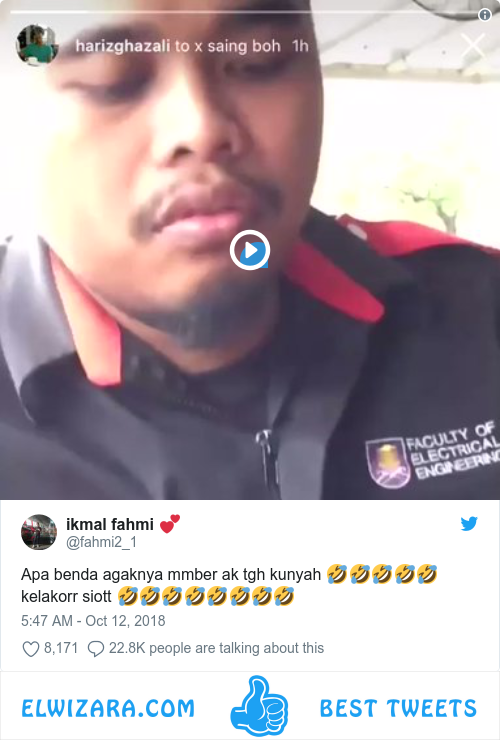 harizghazali to x saing boh 1h
FACULTY OF
ELECTRICAL
ENGINEERING
ikmal fahmi 💕
@fahmi2_1
Apa benda agaknya mmber ak tgh kunyah 🤣🤣🤣🤣🤣
kelakorr siott 🤣🤣🤣🤣🤣🤣🤣🤣
5:47 AM - Oct 12, 2018
8,171 22.8K people are talking about this
ELWIZARA.COM BEST TWEETS